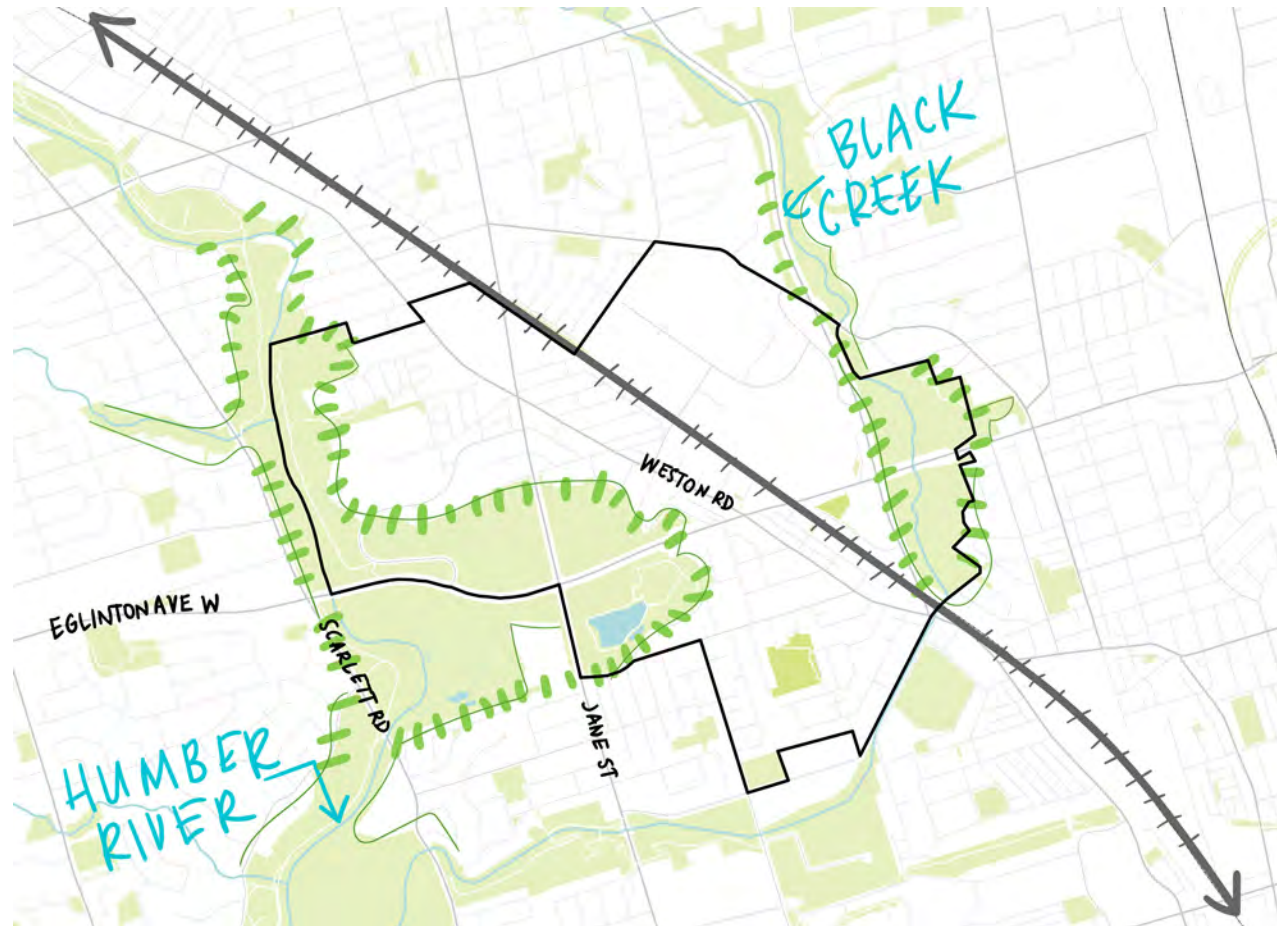 BLACK
CREEK
WESTON RD
EGLINTON AVE W
SCARLETT RD
JANE ST
HUMBER
RIVER